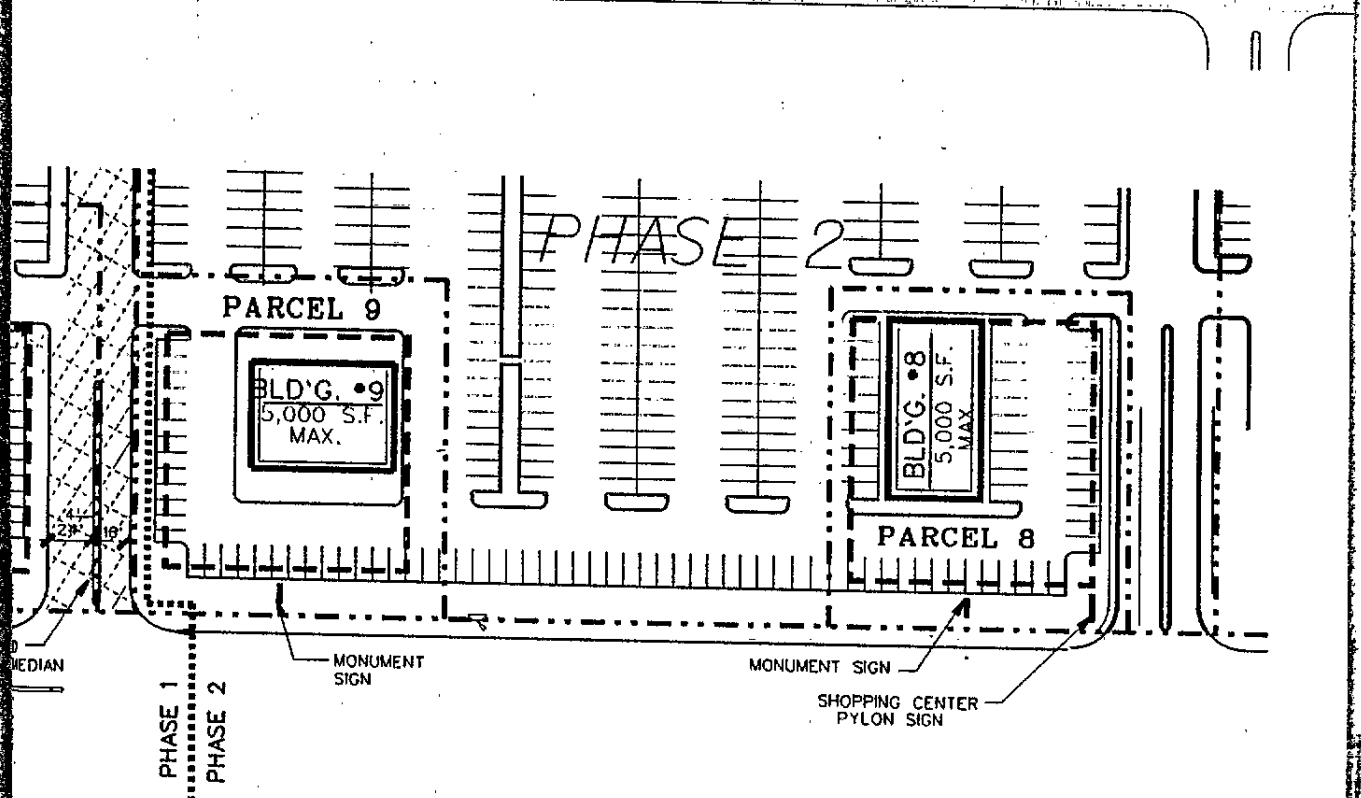 PHASE 2
PARCEL 9
BLD'G. •9
5,000 S.F.
MAX.
BLD'G. •8
5,000 S.F.
MAX.
PARCEL 8
MEDIAN
MONUMENT
SIGN
MONUMENT SIGN
SHOPPING CENTER
PYLON SIGN
PHASE 1
PHASE 2